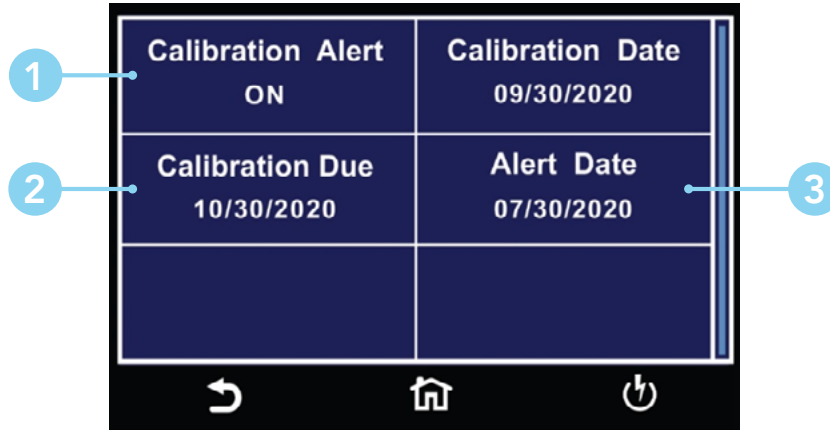 1
Calibration Alert
ON
Calibration Date
09/30/2020
2
Calibration Due
10/30/2020
Alert Date
07/30/2020
3